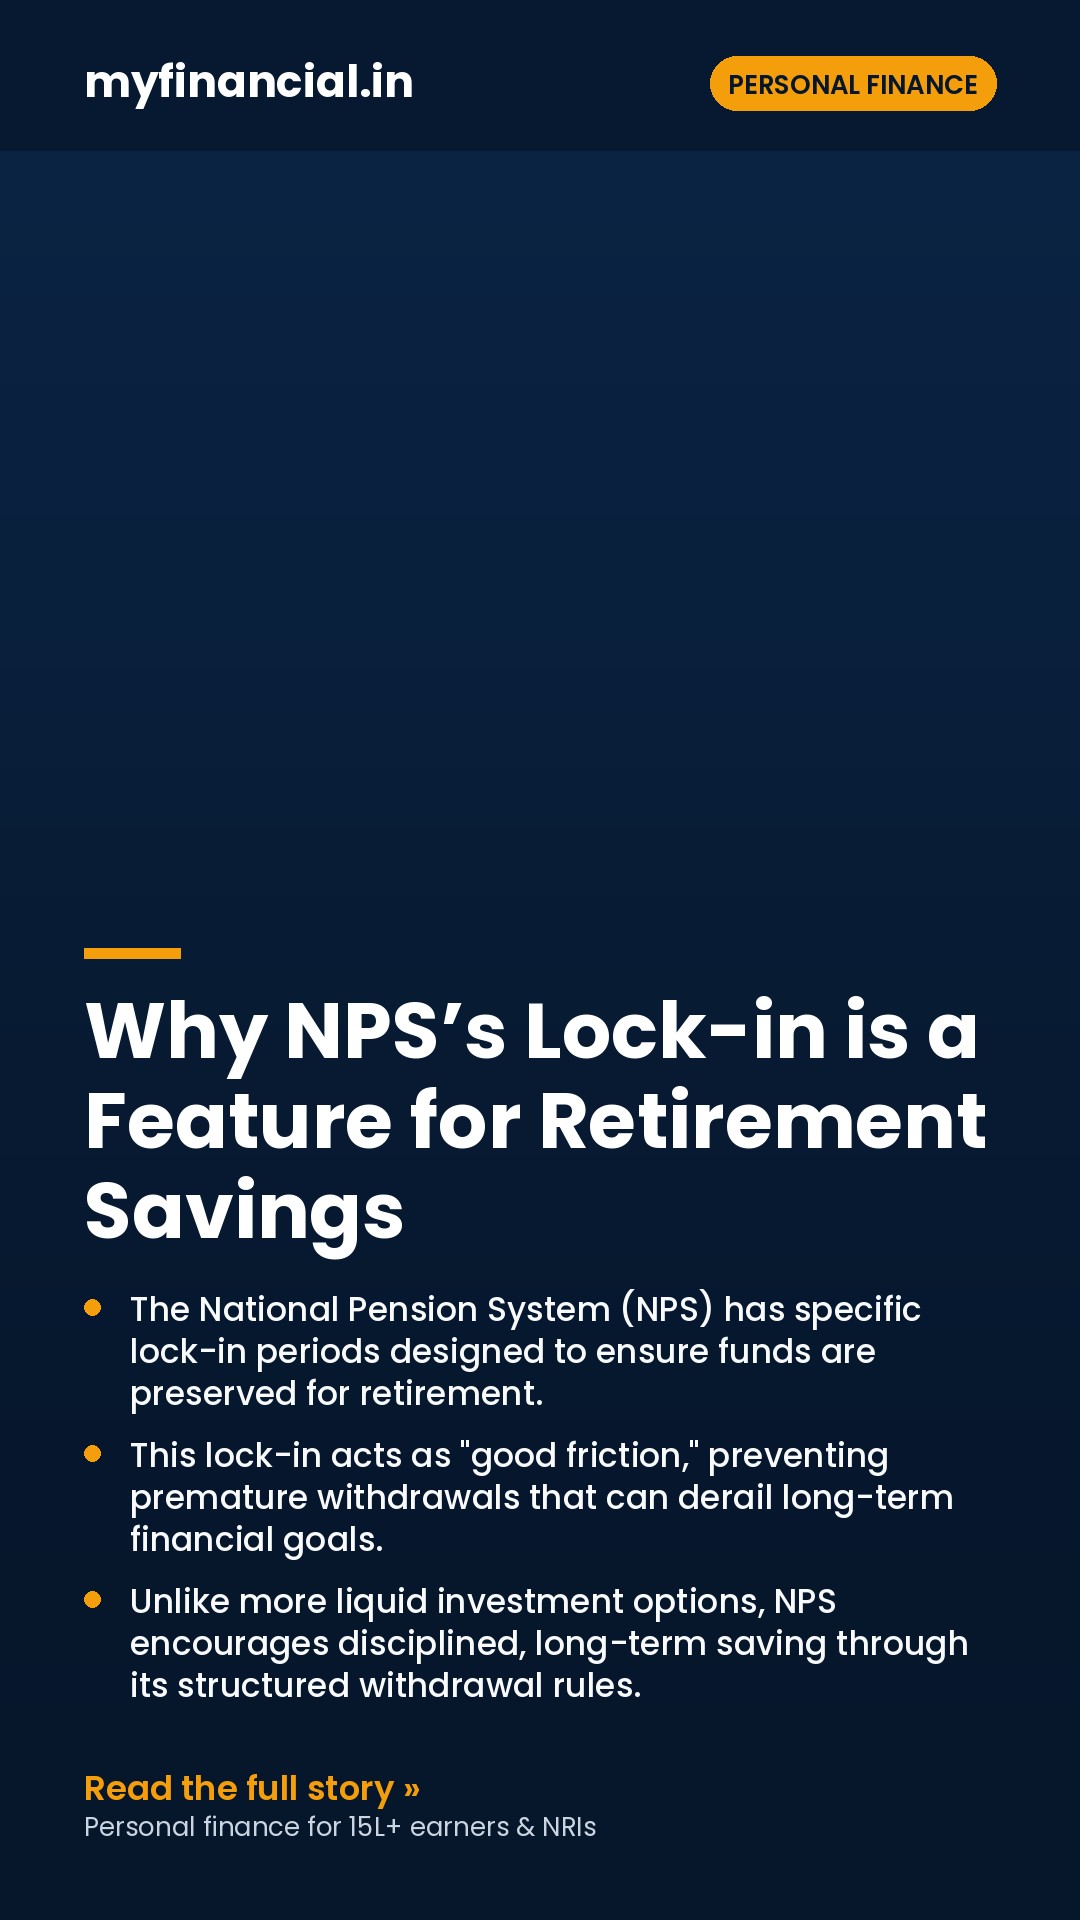 myfinancial.in
PERSONAL FINANCE
Why NPS’s Lock-in is a
Feature for Retirement
Savings
The National Pension System (NPS) has specific
lock-in periods designed to ensure funds are
preserved for retirement.
This lock-in acts as "good friction," preventing
premature withdrawals that can derail long-term
financial goals.
Unlike more liquid investment options, NPS
encourages disciplined, long-term saving through
its structured withdrawal rules.
Read the full story »
Personal finance for 15L+ earners & NRIs